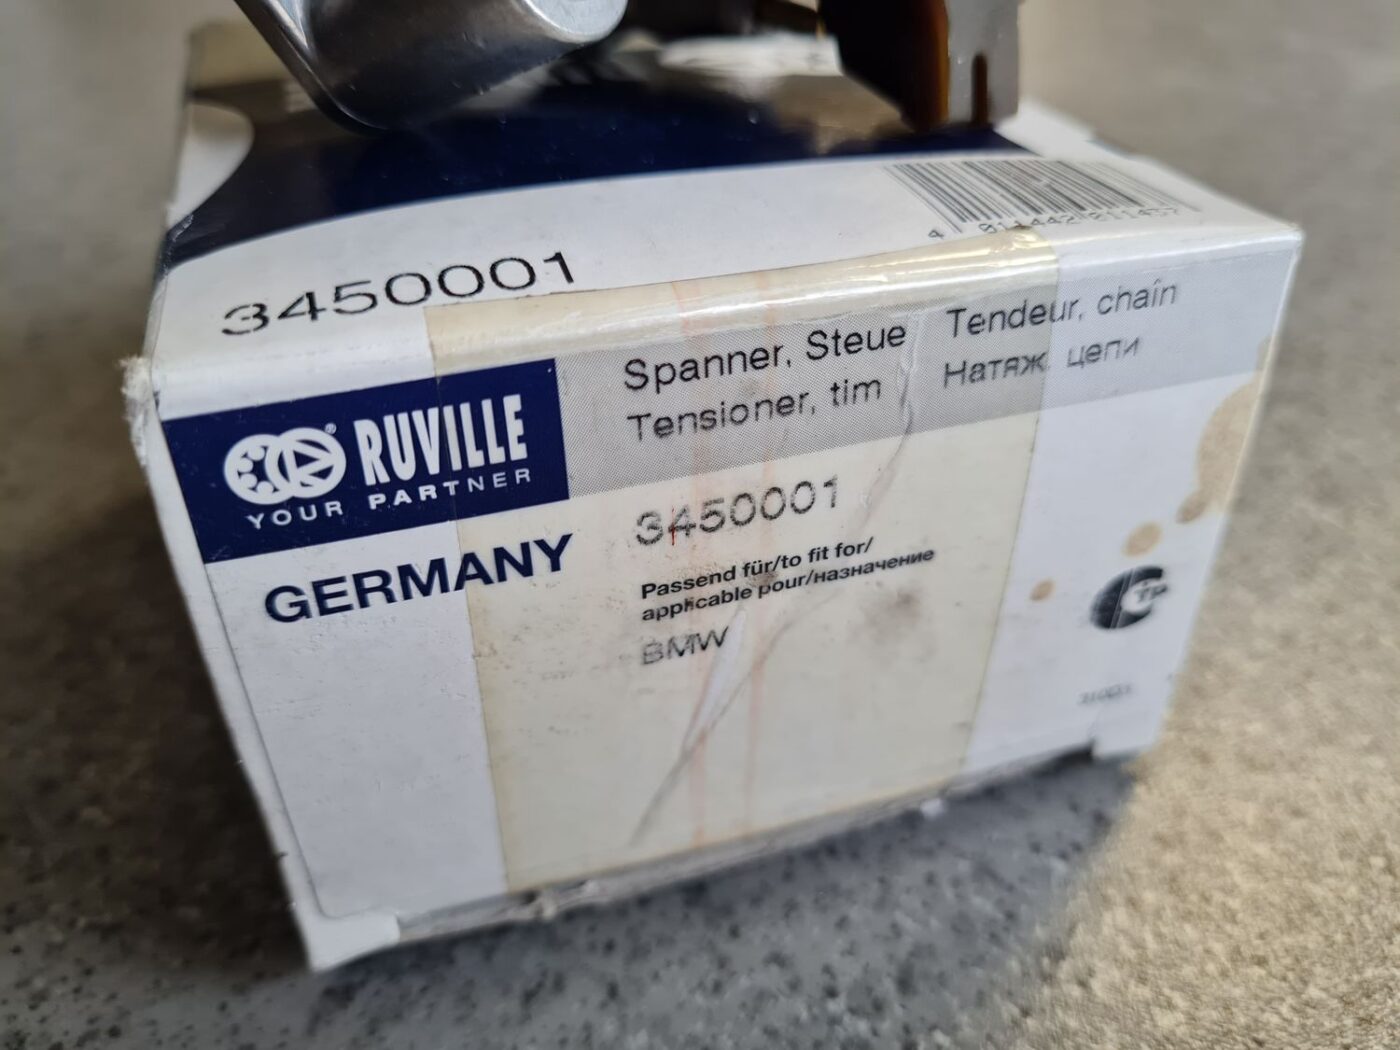 3450001
RUVILLE®
YOUR PARTNER
GERMANY
Spanner, Steue
Tensioner, tim
Tendeur, chaîn
Натяж. цепи
3450001
Passend für/to fit for/
applicable pour/назначение
BMW